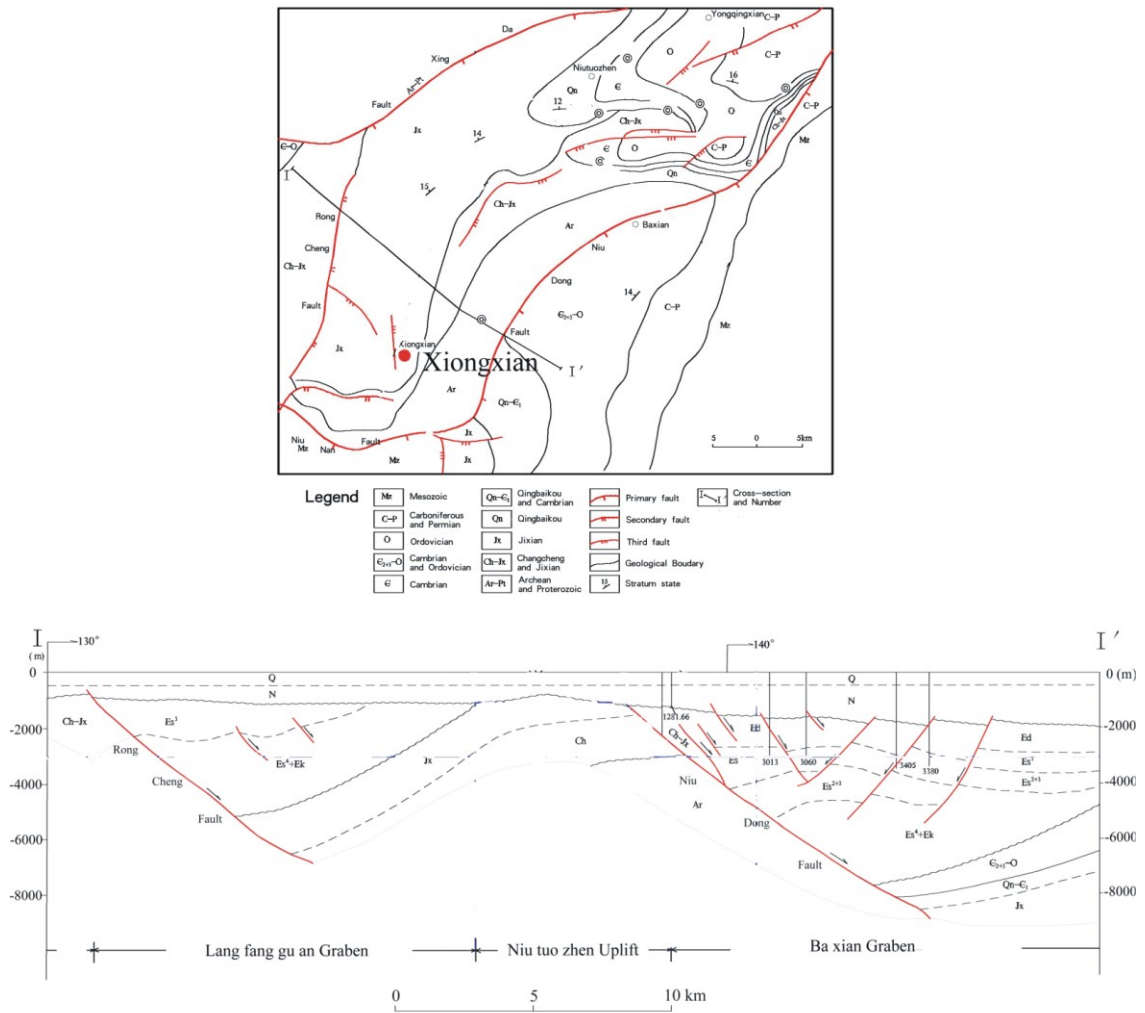 Yongqingxian
C-P
Da
Xing
O
C-P
Niutuozhen
Ar-Pt
Qn
Є
16
12
Fault
Ch-Jx
O
C-P
Jx
14
Mz
Є-O
Є
O
C-P
Є
Qn
I
15
Rong
Ch-Jx
Ar
Baxian
Niu
Cheng
Dong
Ch-Jx
14
C-P
Fault
Є2+3-O
Mz
Fault
Xiongxian
Jx
Xiongxian
I'
Ar
Qn-Є1
Niu
Fault
Jx
Mz
Nan
Mz
Jx
5 0 5km
Legend
Mz Mesozoic
C-P Carboniferous and Permian
O Ordovician
Є2+3-O Cambrian and Ordovician
Є Cambrian
Qn-Є1 Qingbaikou and Cambrian
Qn Qingbaikou
Jx Jixian
Ch-Jx Changcheng and Jixian
Ar-Pt Archean and Proterozoic
Primary fault
Secondary fault
Third fault
Geological Boudary
Stratum state
I I' Cross-section and Number
I
~130°
~140°
I'
(m)
0
0 (m)
Q
Q
N
N
Ch-Jx
Es³
1281.66
Ed
-2000
-2000
Rong
Es⁴+Ek
Jx
Ch
Ch-Jx
Es
3013
3060
3405
3380
Es²⁺³
-4000
-4000
Cheng
Niu
Ar
Fault
Dong
Es⁴+Ek
-6000
-6000
Fault
Є2+3-O
Qn-Є1
-8000
Jx
-8000
Lang fang gu an Graben
Niu tuo zhen Uplift
Ba xian Graben
0 5 10 km